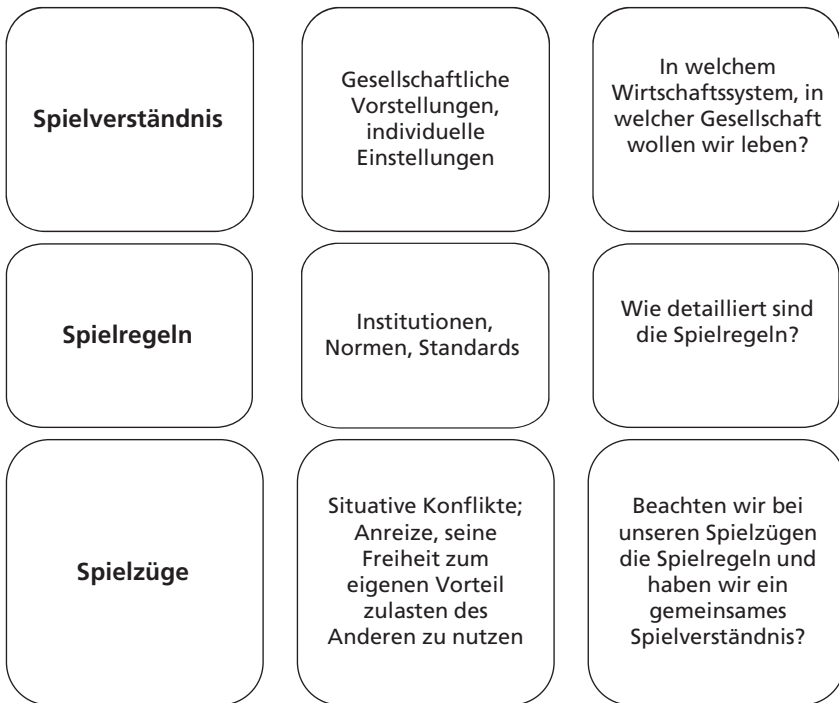 Spielverständnis
Gesellschaftliche
Vorstellungen,
individuelle
Einstellungen
In welchem
Wirtschaftssystem, in
welcher Gesellschaft
wollen wir leben?
Spielregeln
Institutionen,
Normen, Standards
Wie detailliert sind
die Spielregeln?
Spielzüge
Situative Konflikte;
Anreize, seine
Freiheit zum
eigenen Vorteil
zulasten des
Anderen zu nutzen
Beachten wir bei
unseren Spielzügen
die Spielregeln und
haben wir ein
gemeinsames
Spielverständnis?